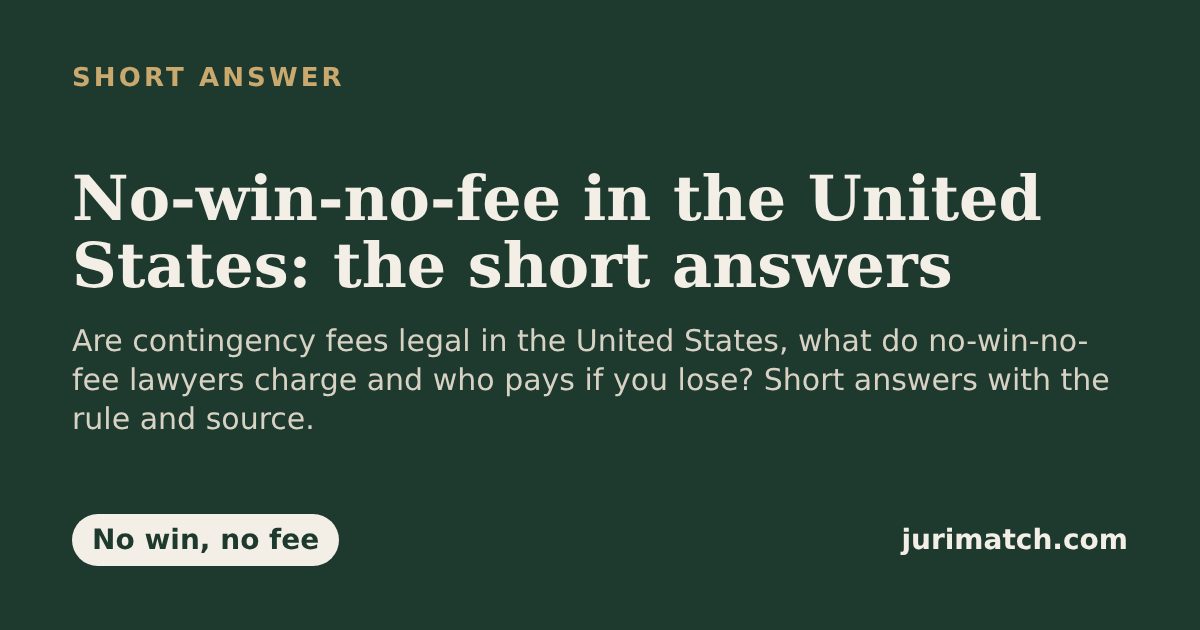 SHORT ANSWER
No-win-no-fee in the United
States: the short answers
Are contingency fees legal in the United States, what do no-win-no-
fee lawyers charge and who pays if you lose? Short answers with the
rule and source.
No win, no fee
jurimatch.com